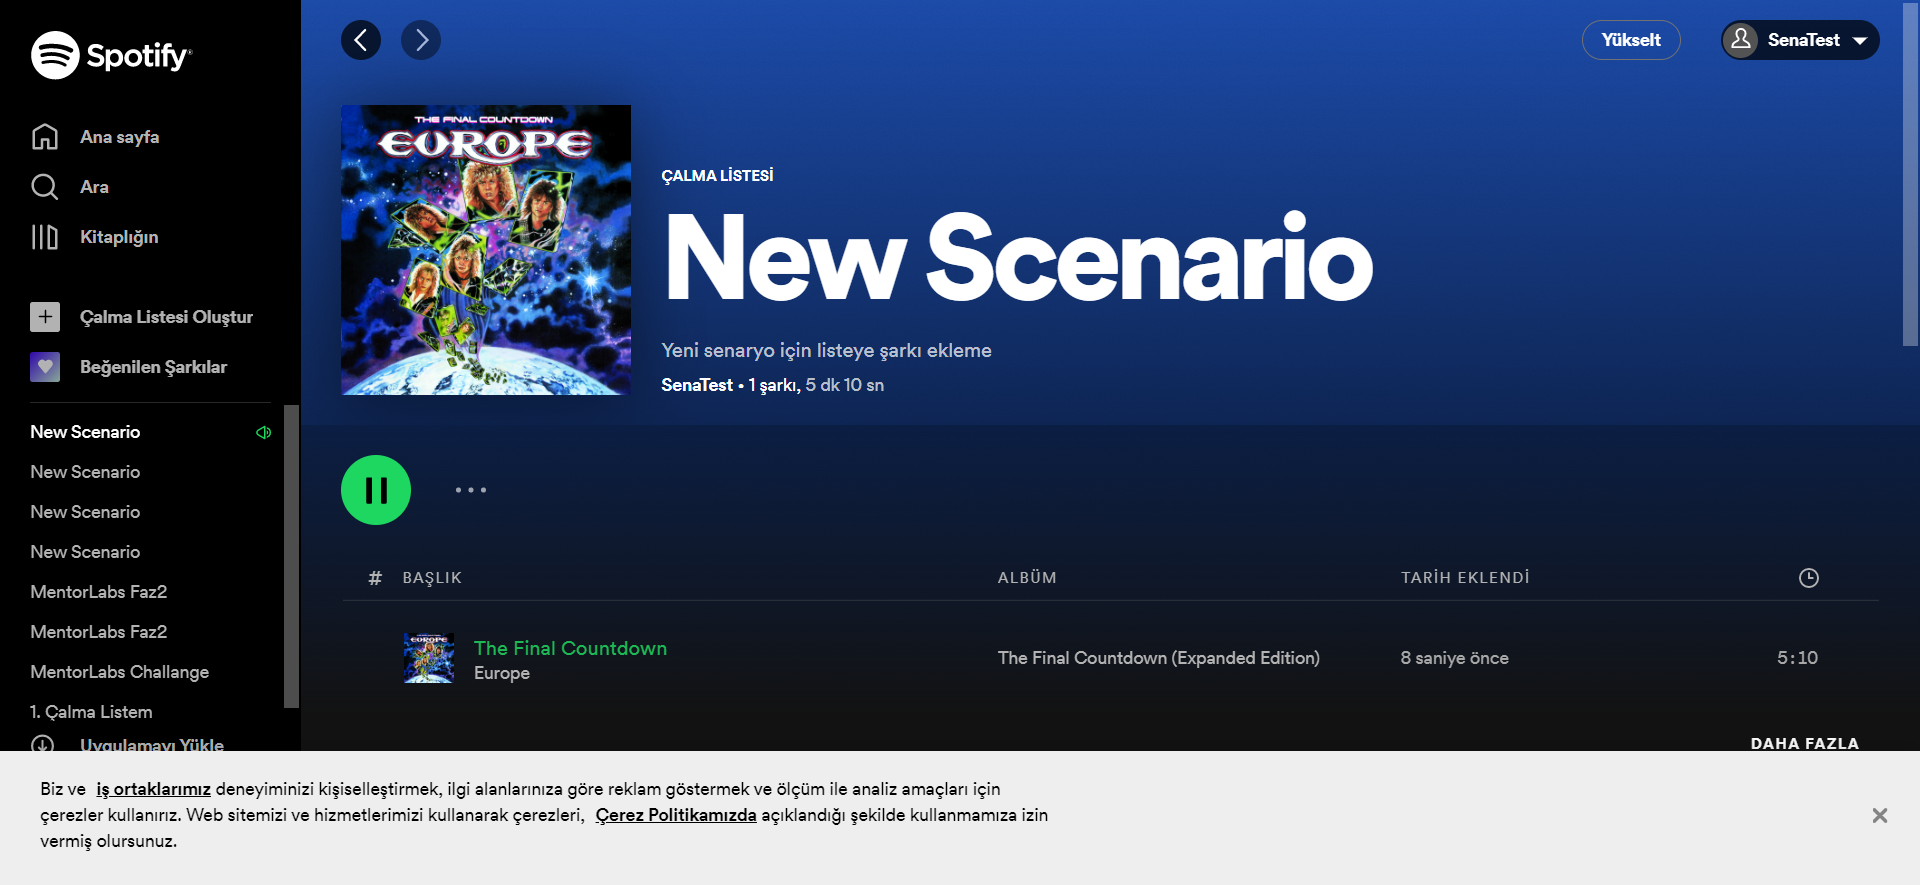 Spotify
Ana sayfa
Ara
Kitaplığın
Çalma Listesi Oluştur
Beğenilen Şarkılar
New Scenario
New Scenario
New Scenario
New Scenario
MentorLabs Faz2
MentorLabs Faz2
MentorLabs Challange
1. Çalma Listem
Uygulamayı Yükle
Yükselt
SenaTest
THE FINAL COUNTDOWN
EUROPE
ÇALMA LİSTESİ
New Scenario
Yeni senaryo için listeye şarkı ekleme
SenaTest • 1 şarkı, 5 dk 10 sn
# BAŞLIK ALBÜM TARİH EKLENDİ
EUROPE
The Final Countdown
Europe
The Final Countdown (Expanded Edition) 8 saniye önce 5:10
DAHA FAZLA
Biz ve iş ortaklarımız deneyiminizi kişiselleştirmek, ilgi alanlarınıza göre reklam göstermek ve ölçüm ile analiz amaçları için
çerezler kullanırız. Web sitemizi ve hizmetlerimizi kullanarak çerezleri, Çerez Politikamızda açıklandığı şekilde kullanmamıza izin
vermiş olursunuz.